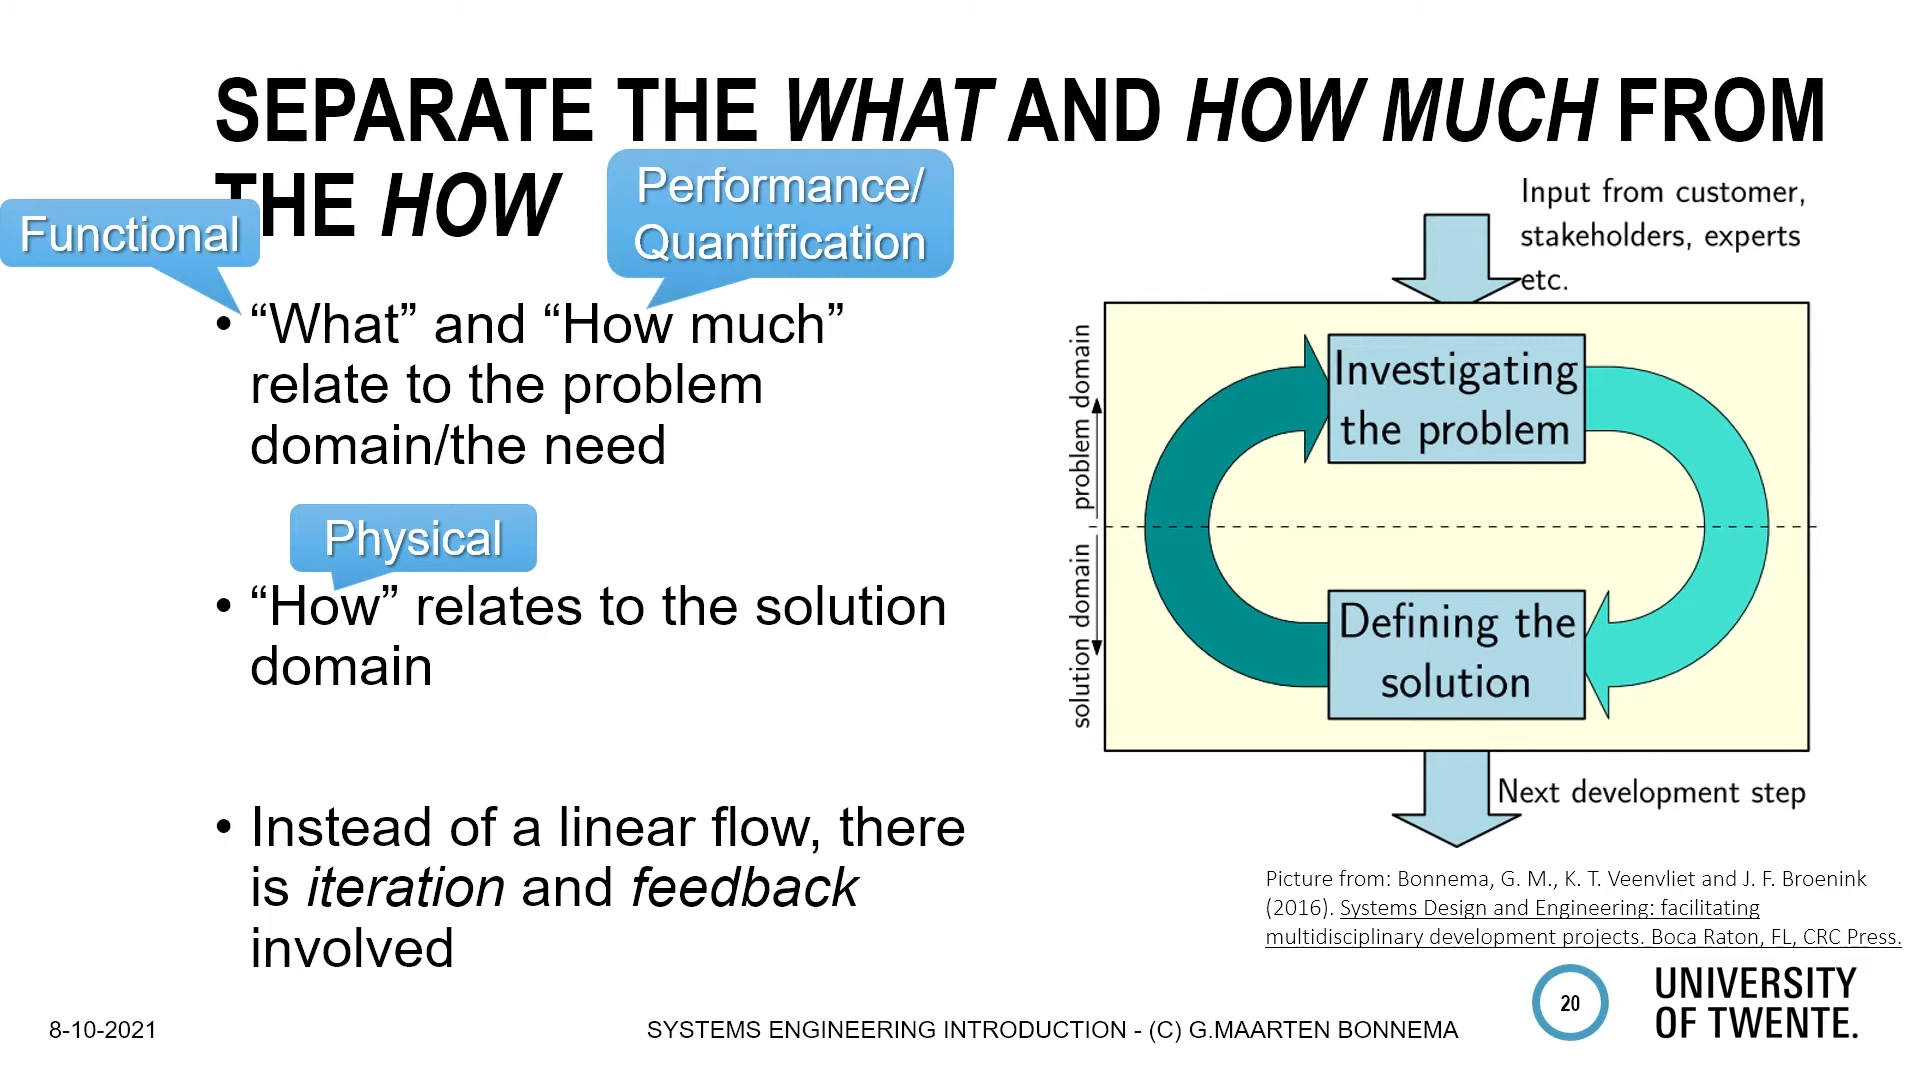 SEPARATE THE WHAT AND HOW MUCH FROM
THE HOW
Functional
Performance/
Quantification
• “What” and “How much”
relate to the problem
domain/the need
Physical
• “How” relates to the solution
domain
• Instead of a linear flow, there
is iteration and feedback
involved
Input from customer,
stakeholders, experts
etc.
problem domain
solution domain
Investigating
the problem
Defining the
solution
Next development step
Picture from: Bonnema, G. M., K. T. Veenvliet and J. F. Broenink
(2016). Systems Design and Engineering: facilitating
multidisciplinary development projects. Boca Raton, FL, CRC Press.
8-10-2021
SYSTEMS ENGINEERING INTRODUCTION - (C) G.MAARTEN BONNEMA
20
UNIVERSITY
OF TWENTE.